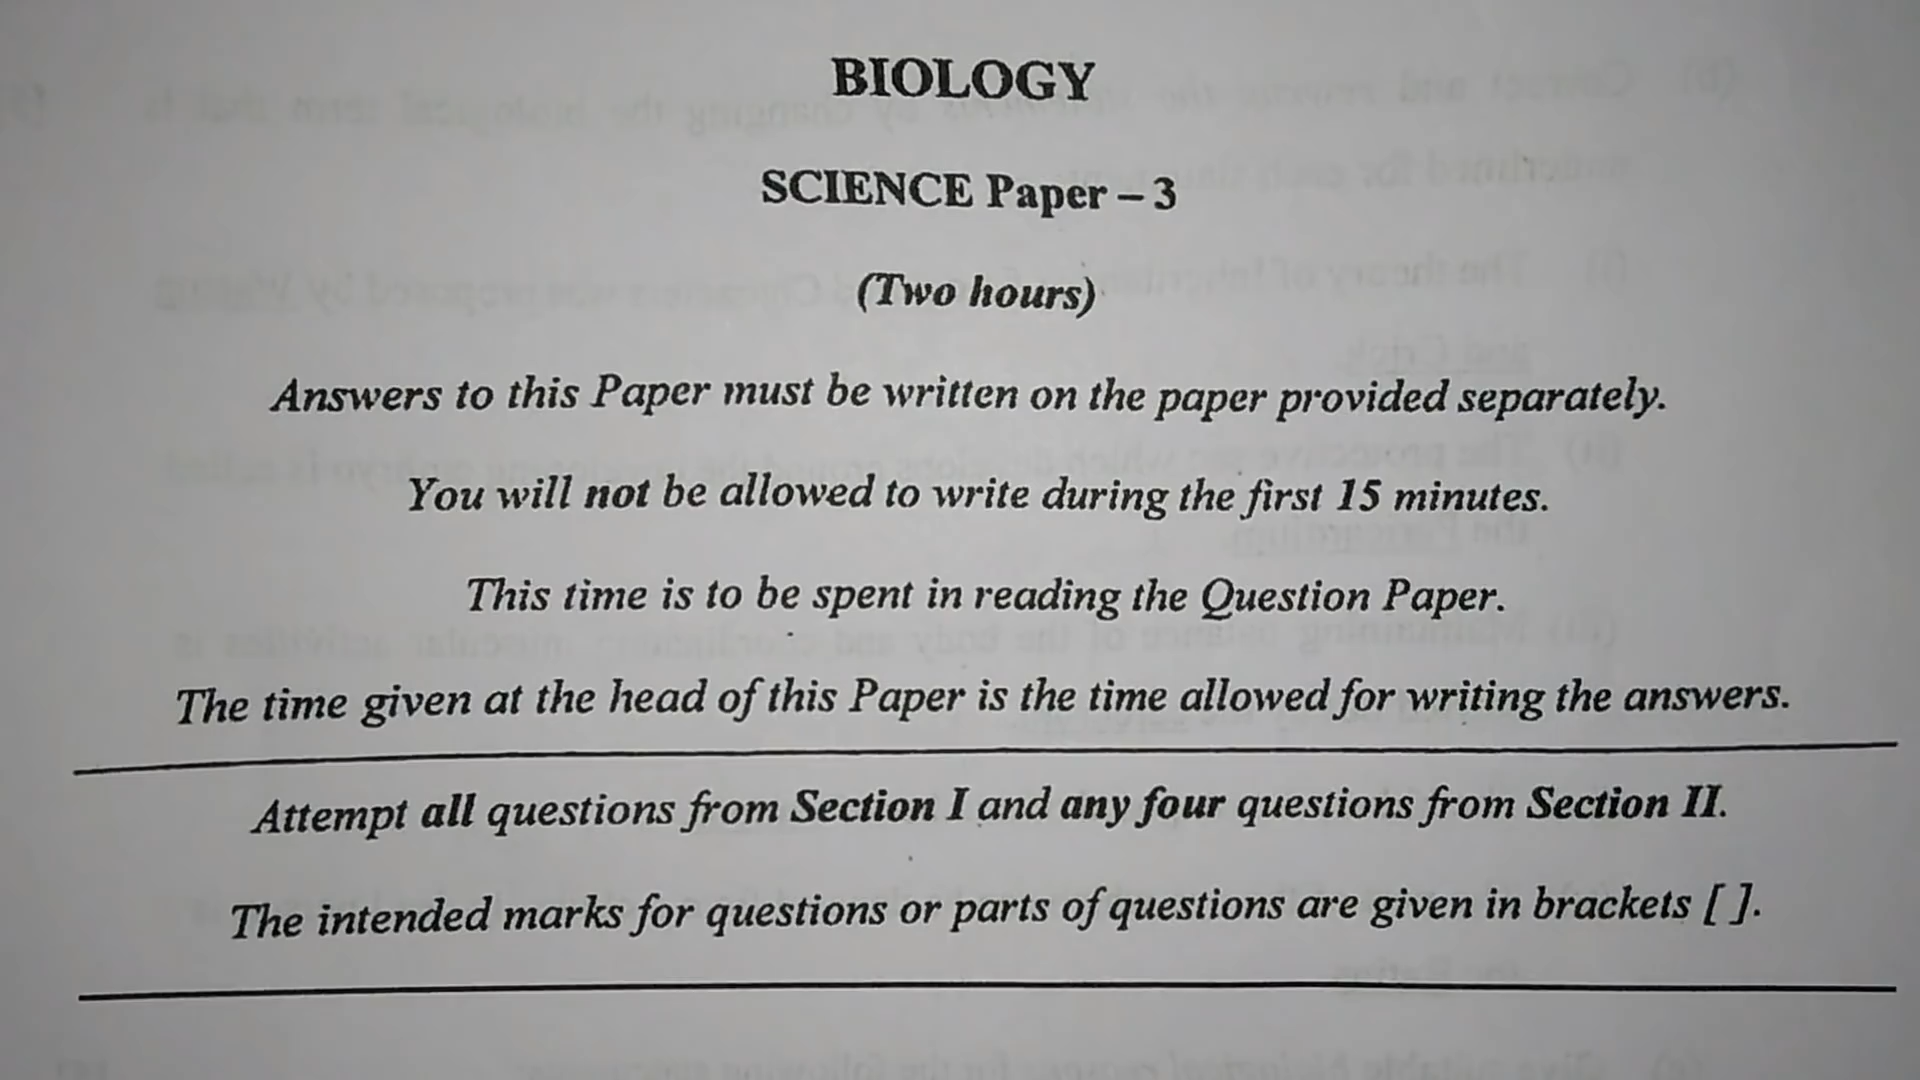 BIOLOGY
SCIENCE Paper – 3
(Two hours)
Answers to this Paper must be written on the paper provided separately.
You will not be allowed to write during the first 15 minutes.
This time is to be spent in reading the Question Paper.
The time given at the head of this Paper is the time allowed for writing the answers.
Attempt all questions from Section I and any four questions from Section II.
The intended marks for questions or parts of questions are given in brackets [ ].